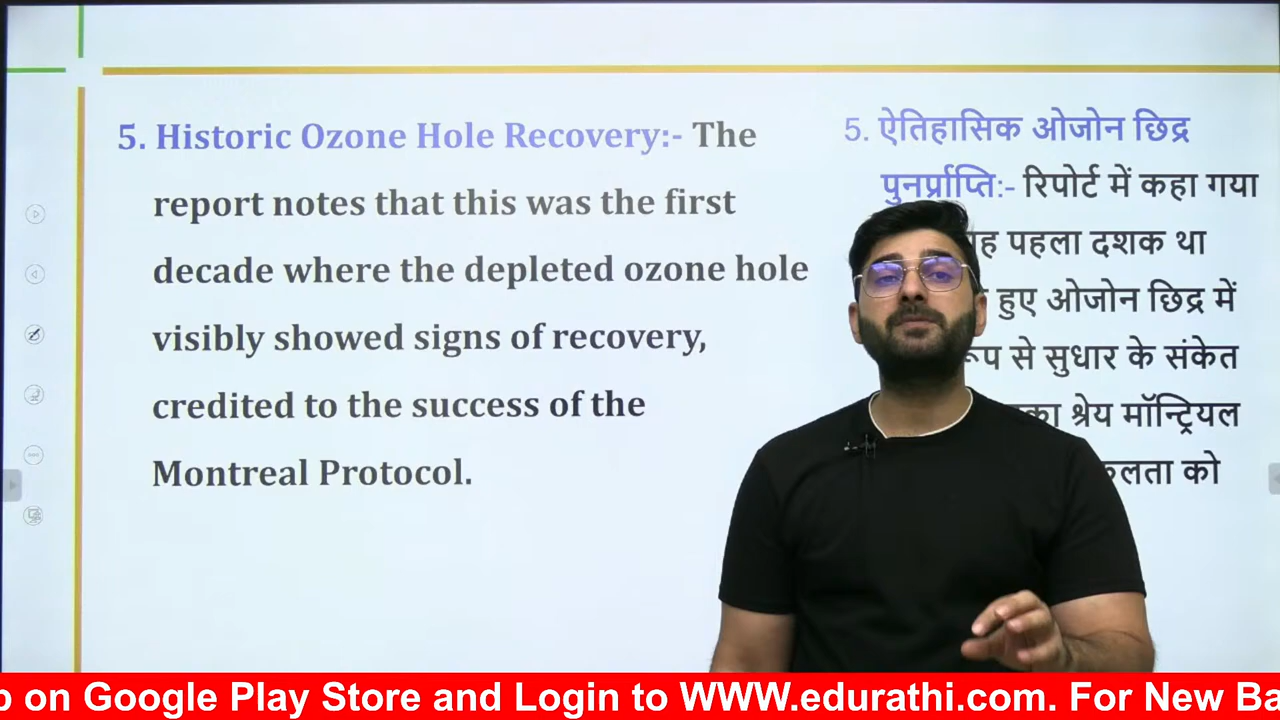 5. Historic Ozone Hole Recovery:- The
report notes that this was the first
decade where the depleted ozone hole
visibly showed signs of recovery,
credited to the success of the
Montreal Protocol.
5. ऐतिहासिक ओजोन छिद्र
पुनर्प्राप्ति:- रिपोर्ट में कहा गया
पहला दशक था
हुए ओजोन छिद्र में
से सुधार के संकेत
श्रेय मॉन्ट्रियल
को
on Google Play Store and Login to WWW.edurathi.com. For New